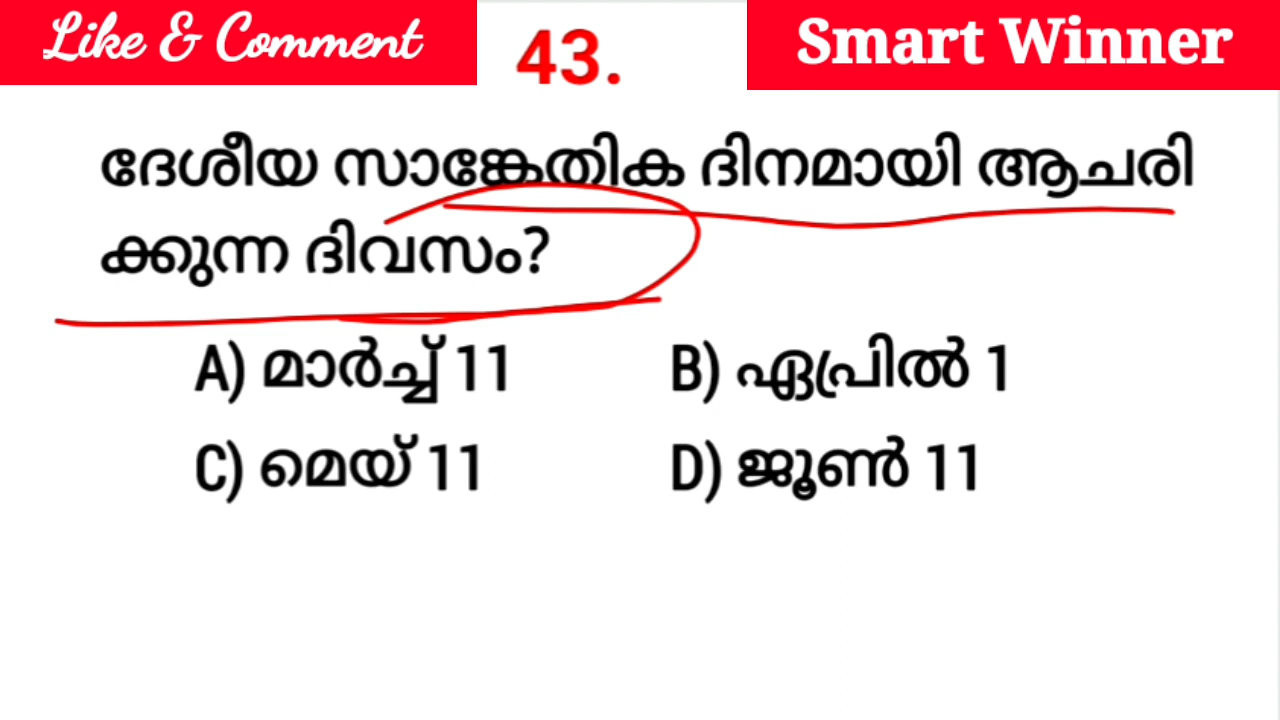 Like & Comment
43.
Smart Winner
ദേശീയ സാങ്കേതിക ദിനമായി ആചരി
ക്കുന്ന ദിവസം?
A) മാർച്ച് 11 B) ഏപ്രിൽ 1
C) മെയ് 11 D) ജൂൺ 11